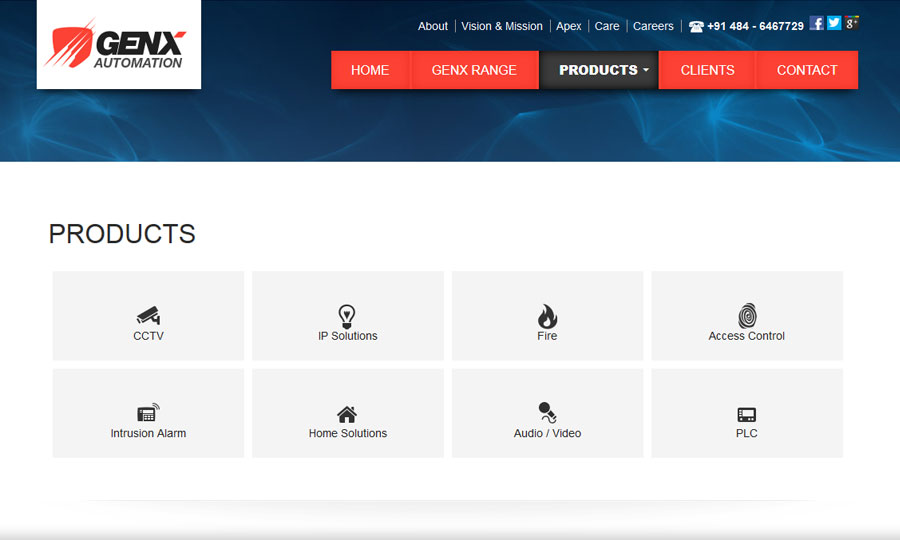 GENX
AUTOMATION
About Vision & Mission Apex Care Careers +91 484 - 6467729
HOME GENX RANGE PRODUCTS CLIENTS CONTACT
PRODUCTS
CCTV IP Solutions Fire Access Control
Intrusion Alarm Home Solutions Audio / Video PLC